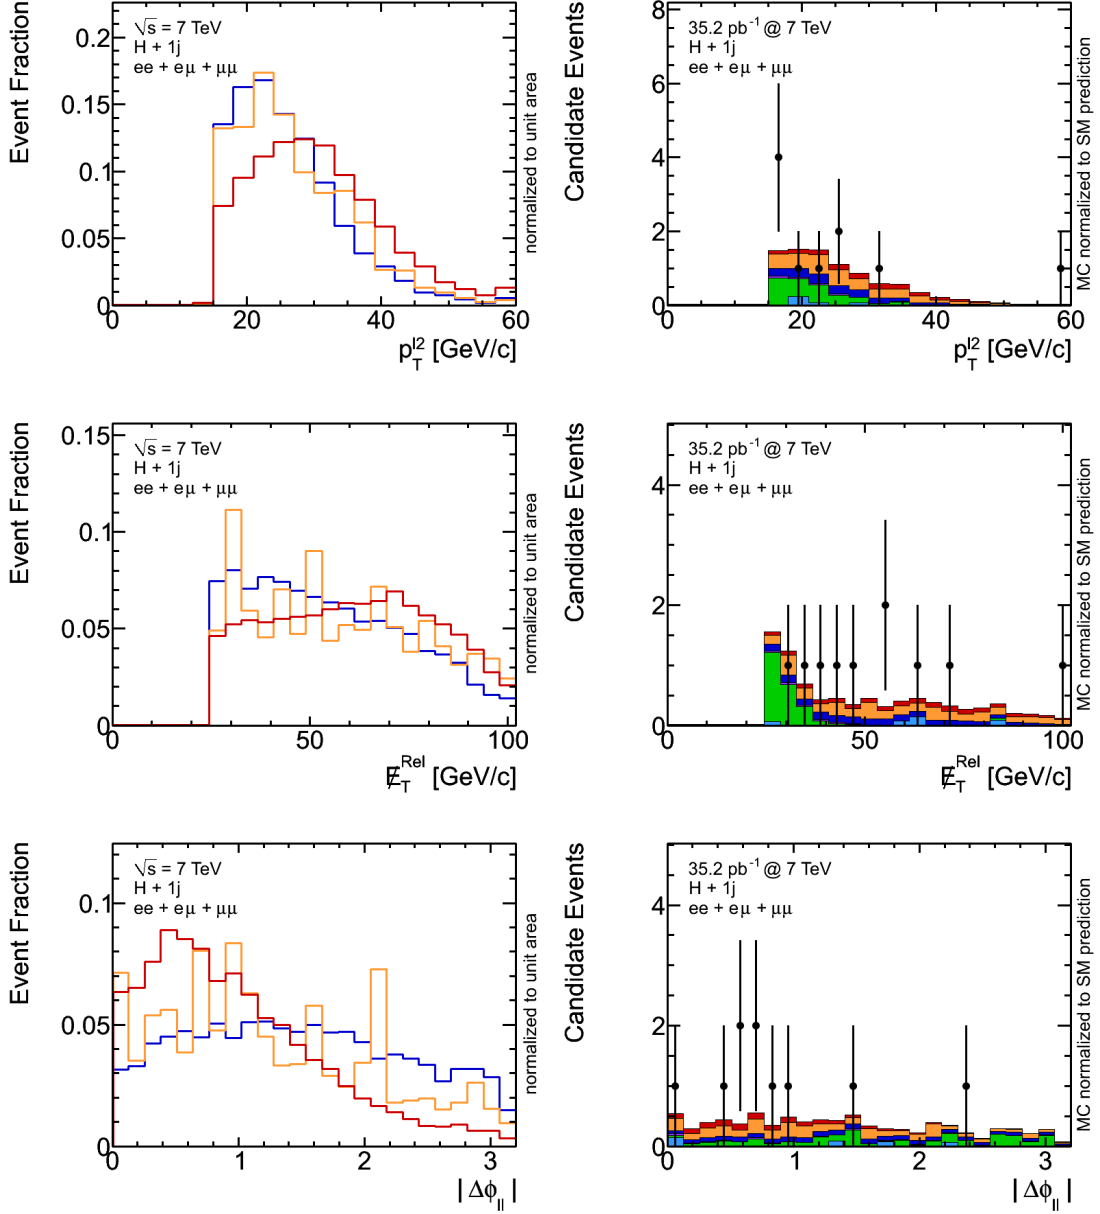 Event Fraction
0.2
0.15
0.1
0.05
0
√s = 7 TeV
H + 1j
ee + eμ + μμ
normalized to unit area
0 20 40 60
p_T^l2 [GeV/c]
Candidate Events
8
6
4
2
0
35.2 pb⁻¹ @ 7 TeV
H + 1j
ee + eμ + μμ
MC normalized to SM prediction
0 20 40 60
p_T^l2 [GeV/c]
Event Fraction
0.15
0.1
0.05
0
√s = 7 TeV
H + 1j
ee + eμ + μμ
normalized to unit area
0 50 100
E̸_T^Rel [GeV/c]
Candidate Events
4
2
0
35.2 pb⁻¹ @ 7 TeV
H + 1j
ee + eμ + μμ
MC normalized to SM prediction
0 50 100
E̸_T^Rel [GeV/c]
Event Fraction
0.1
0.05
0
√s = 7 TeV
H + 1j
ee + eμ + μμ
normalized to unit area
0 1 2 3
| Δϕ_ll |
Candidate Events
4
2
0
35.2 pb⁻¹ @ 7 TeV
H + 1j
ee + eμ + μμ
MC normalized to SM prediction
0 1 2 3
| Δϕ_ll |